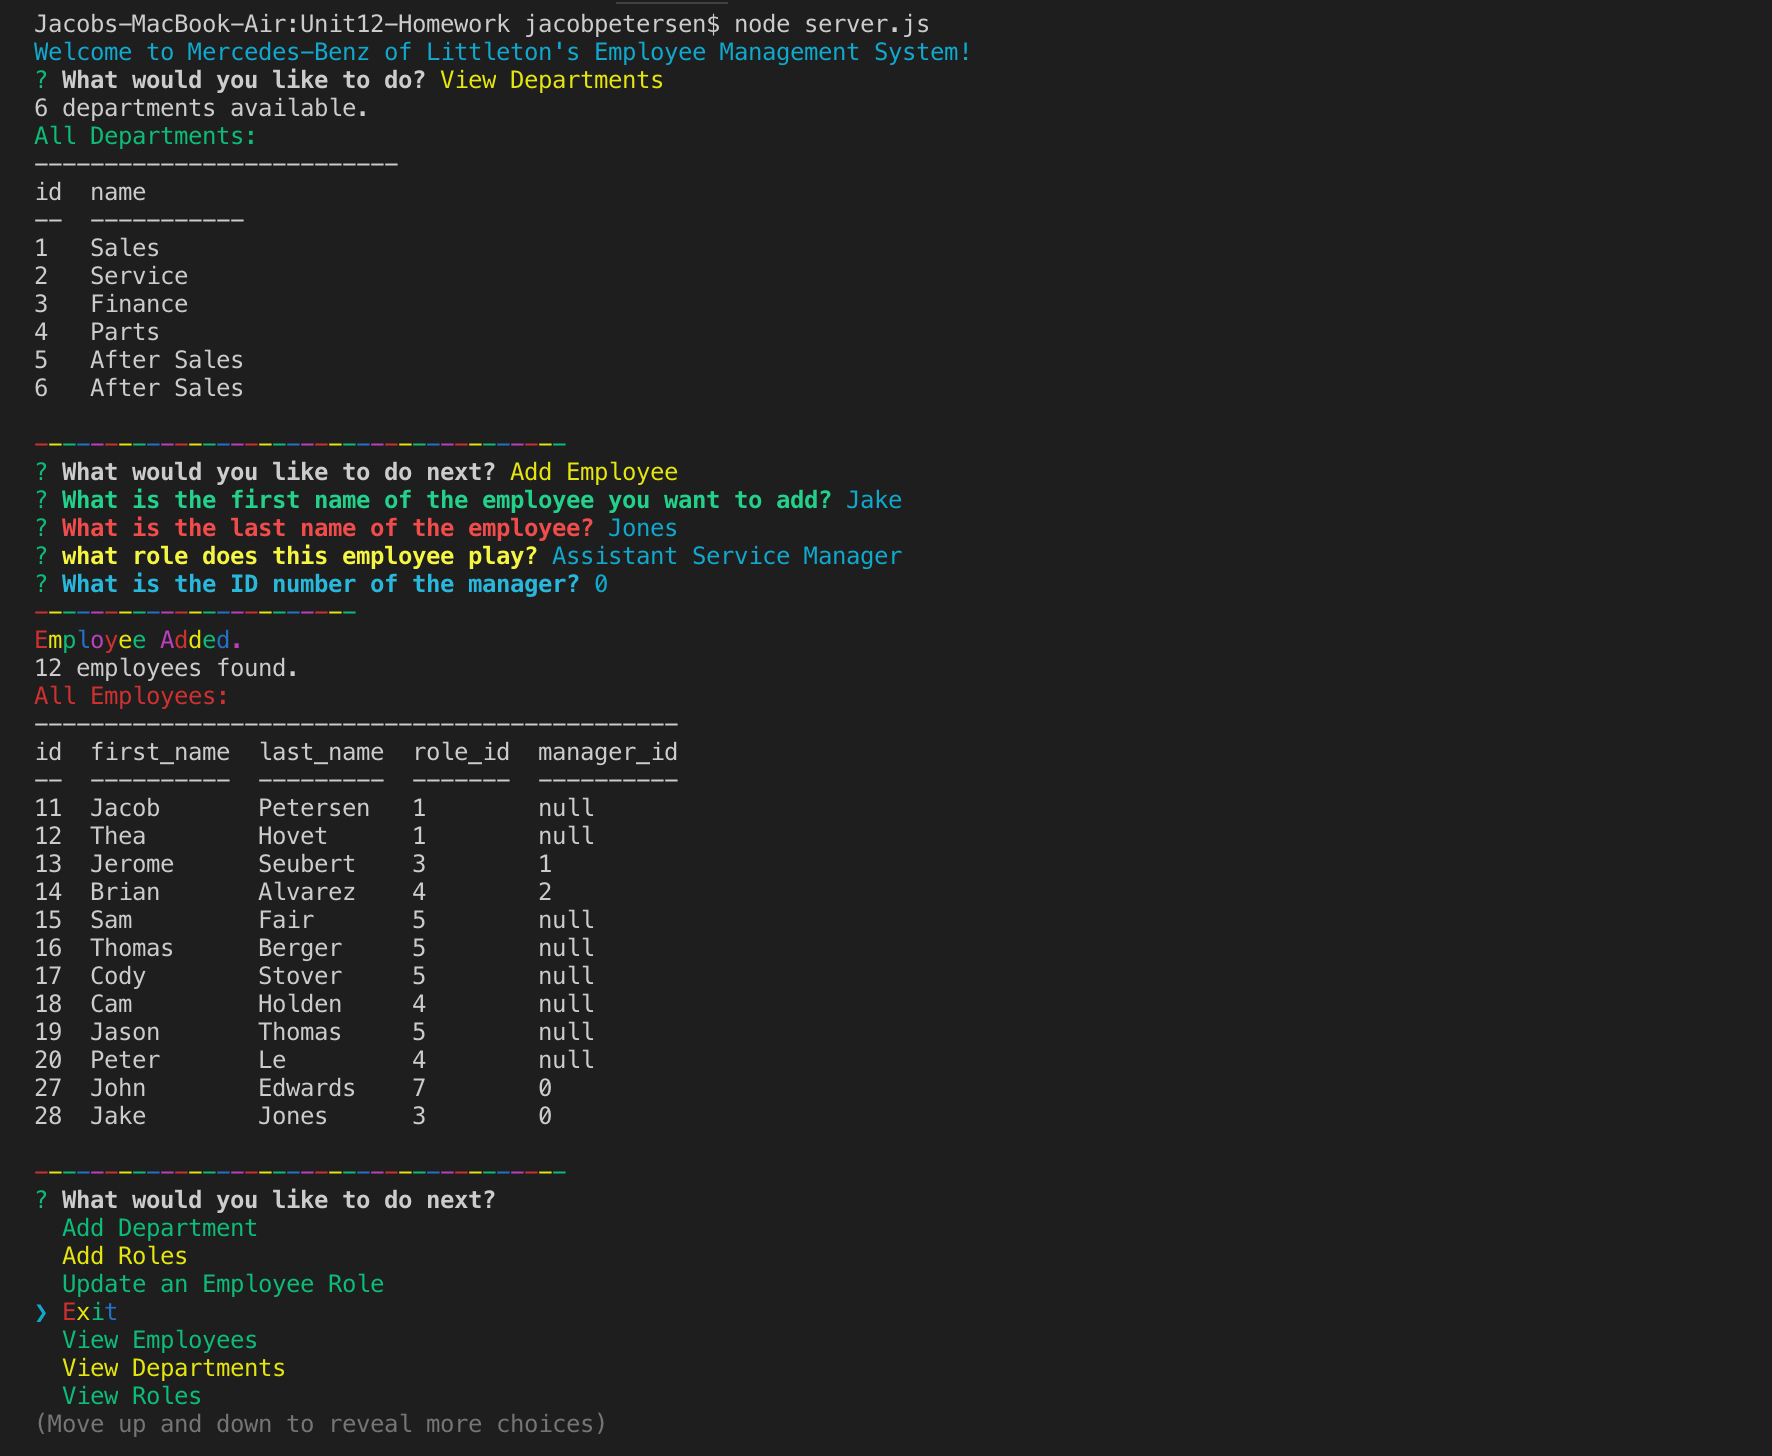 Jacobs-MacBook-Air:Unit12-Homework jacobpetersen$ node server.js
Welcome to Mercedes-Benz of Littleton's Employee Management System!
? What would you like to do? View Departments
6 departments available.
All Departments:
--------------------------
id  name
--  -----------
1   Sales
2   Service
3   Finance
4   Parts
5   After Sales
6   After Sales
--------------------------------------
? What would you like to do next? Add Employee
? What is the first name of the employee you want to add? Jake
? What is the last name of the employee? Jones
? what role does this employee play? Assistant Service Manager
? What is the ID number of the manager? 0
-----------------------
Employee Added.
12 employees found.
All Employees:
----------------------------------------------
id  first_name  last_name  role_id  manager_id
--  ----------  ---------  -------  ----------
11  Jacob       Petersen   1        null
12  Thea        Hovet      1        null
13  Jerome      Seubert    3        1
14  Brian       Alvarez    4        2
15  Sam         Fair       5        null
16  Thomas      Berger     5        null
17  Cody        Stover     5        null
18  Cam         Holden     4        null
19  Jason       Thomas     5        null
20  Peter       Le         4        null
27  John        Edwards    7        0
28  Jake        Jones      3        0
--------------------------------------
? What would you like to do next?
  Add Department
  Add Roles
  Update an Employee Role
❯ Exit
  View Employees
  View Departments
  View Roles
(Move up and down to reveal more choices)